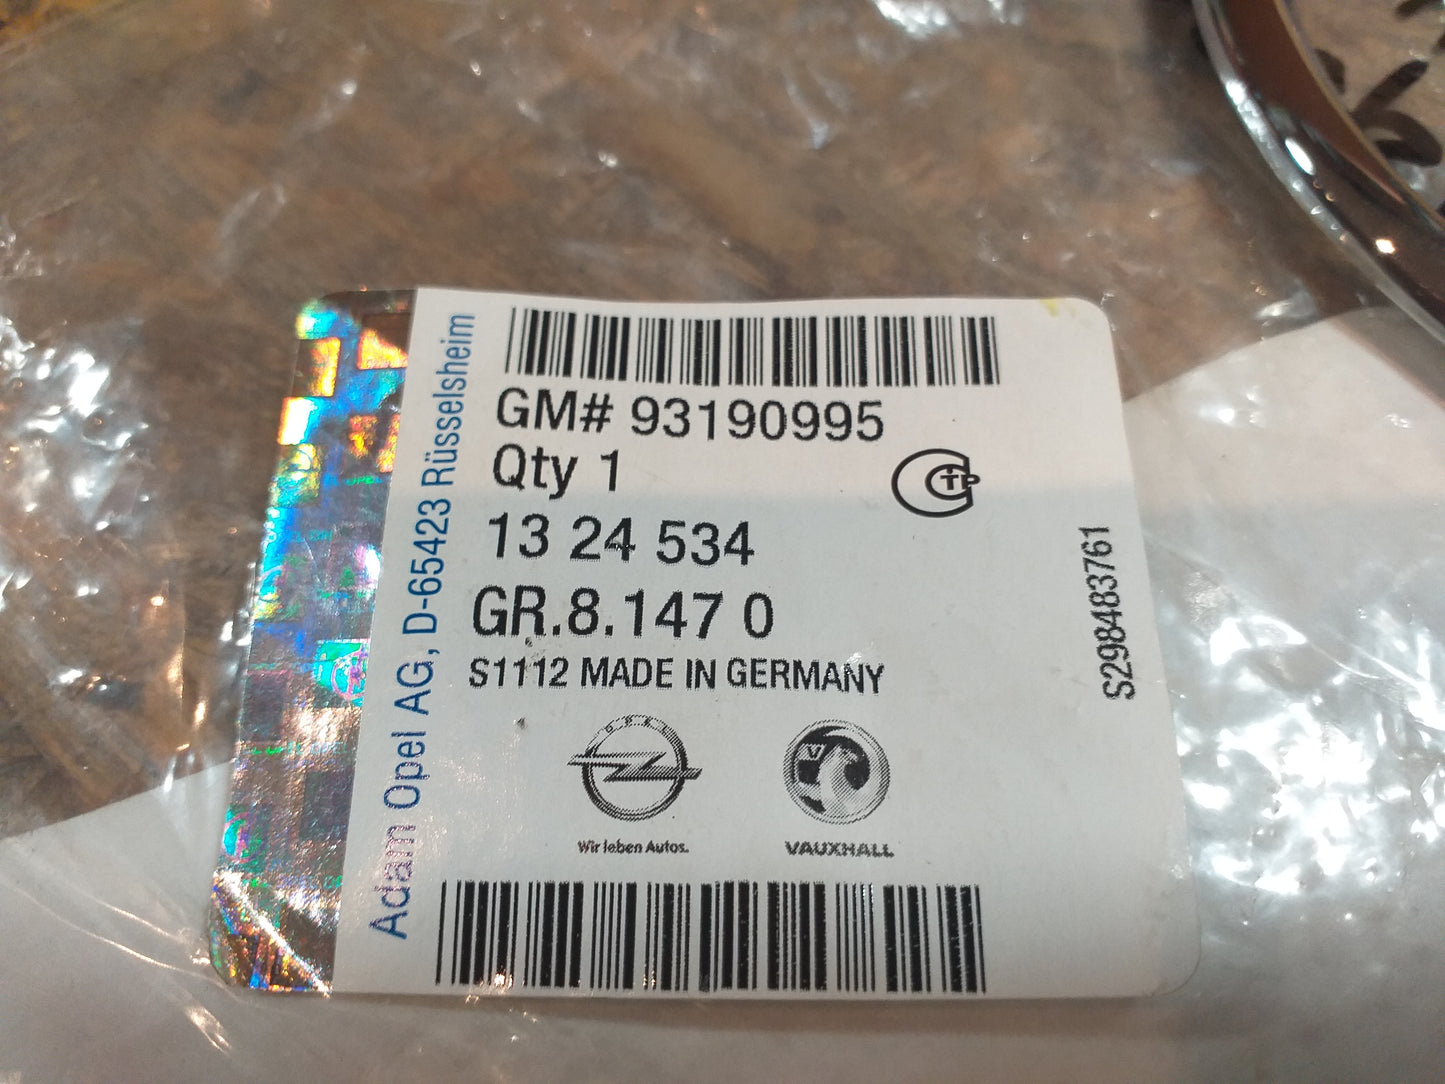 Adam Opel AG, D-65423 Rüsselsheim
GM# 93190995
Qty 1
13 24 534
GR.8.147 0
S1112 MADE IN GERMANY
S298483761
OPEL
Wir leben Autos.
V
VAUXHALL